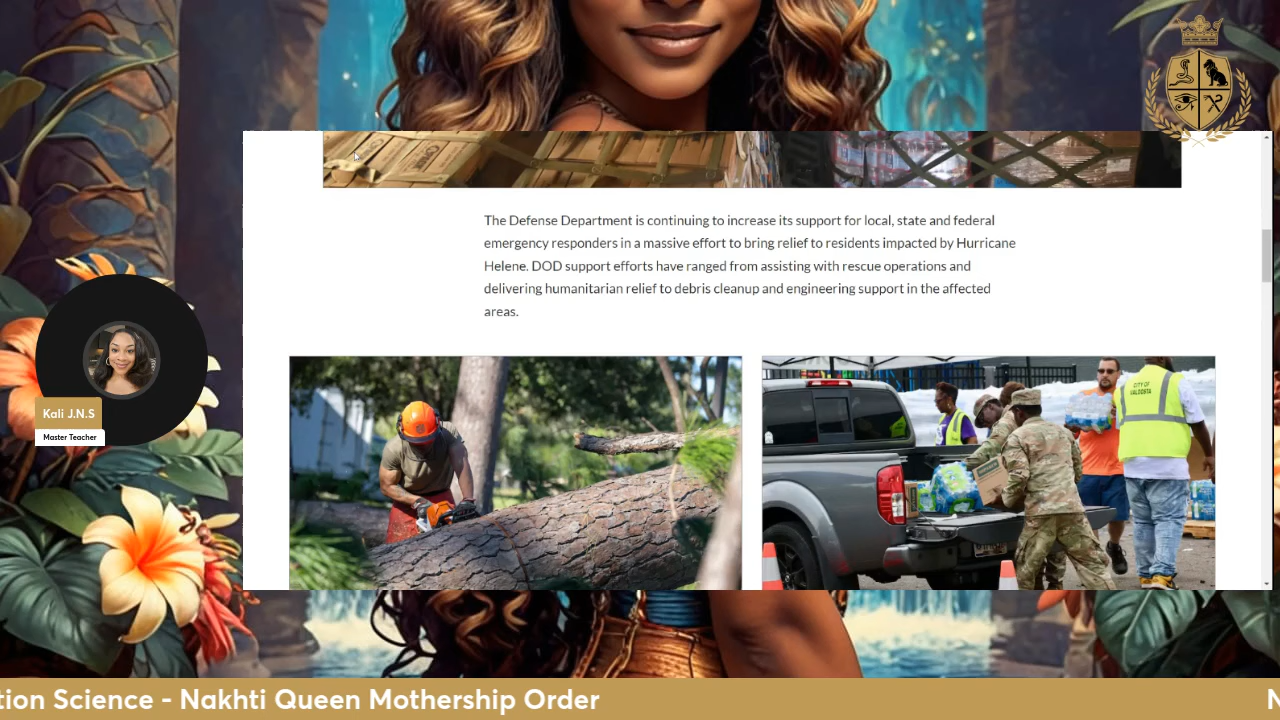 The Defense Department is continuing to increase its support for local, state and federal
emergency responders in a massive effort to bring relief to residents impacted by Hurricane
Helene. DOD support efforts have ranged from assisting with rescue operations and
delivering humanitarian relief to debris cleanup and engineering support in the affected
areas.
Kali J.N.S
Master Teacher
CITY OF
VALDOSTA
tion Science - Nakhti Queen Mothership Order
N